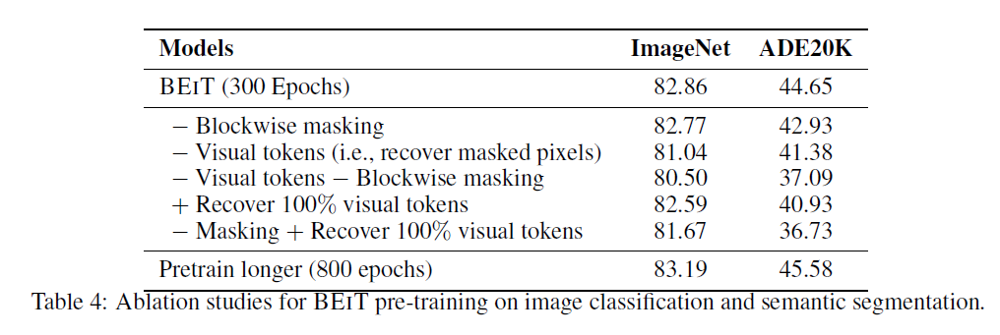 Models ImageNet ADE20K
BEIT (300 Epochs) 82.86 44.65
− Blockwise masking 82.77 42.93
− Visual tokens (i.e., recover masked pixels) 81.04 41.38
− Visual tokens − Blockwise masking 80.50 37.09
+ Recover 100% visual tokens 82.59 40.93
− Masking + Recover 100% visual tokens 81.67 36.73
Pretrain longer (800 epochs) 83.19 45.58
Table 4: Ablation studies for BEIT pre-training on image classification and semantic segmentation.